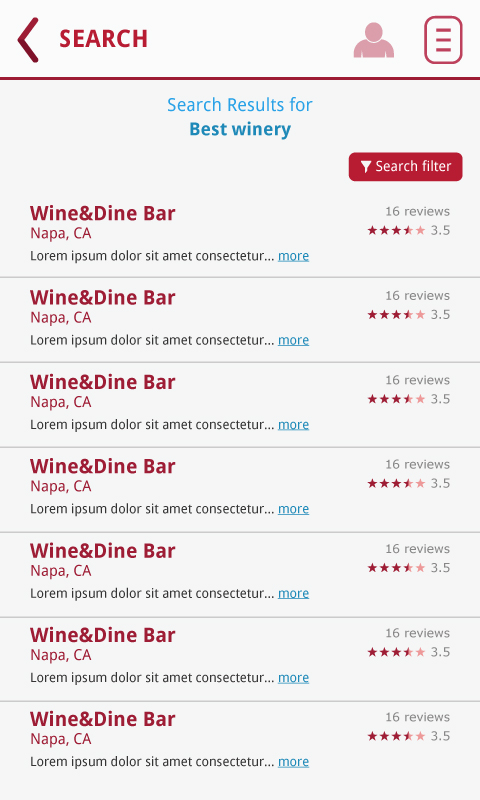 SEARCH
Search Results for
Best winery
Search filter
Wine&Dine Bar
16 reviews
Napa, CA
3.5
Lorem ipsum dolor sit amet consectetur... more
Wine&Dine Bar
16 reviews
Napa, CA
3.5
Lorem ipsum dolor sit amet consectetur... more
Wine&Dine Bar
16 reviews
Napa, CA
3.5
Lorem ipsum dolor sit amet consectetur... more
Wine&Dine Bar
16 reviews
Napa, CA
3.5
Lorem ipsum dolor sit amet consectetur... more
Wine&Dine Bar
16 reviews
Napa, CA
3.5
Lorem ipsum dolor sit amet consectetur... more
Wine&Dine Bar
16 reviews
Napa, CA
3.5
Lorem ipsum dolor sit amet consectetur... more
Wine&Dine Bar
16 reviews
Napa, CA
3.5
Lorem ipsum dolor sit amet consectetur... more